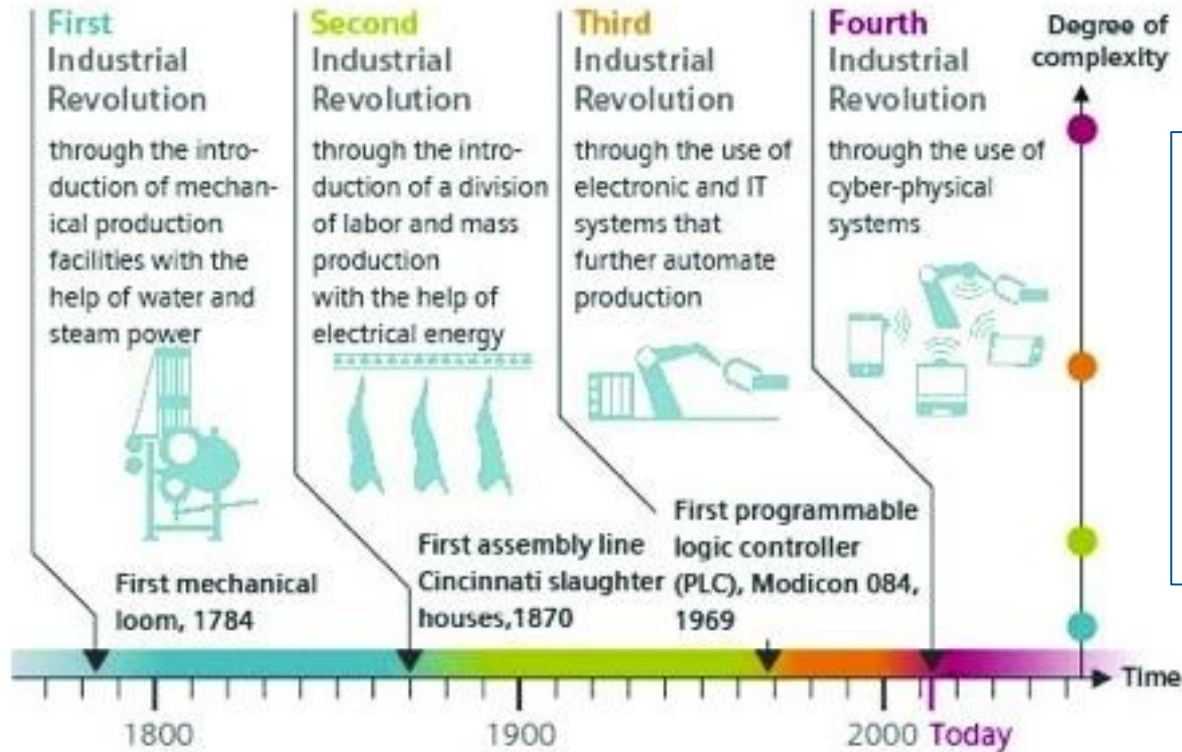 First
Industrial
Revolution
through the intro-
duction of mechan-
ical production
facilities with the
help of water and
steam power
First mechanical
loom, 1784
Second
Industrial
Revolution
through the intro-
duction of a division
of labor and mass
production
with the help of
electrical energy
First assembly line
Cincinnati slaughter
houses,1870
Third
Industrial
Revolution
through the use of
electronic and IT
systems that
further automate
production
First programmable
logic controller
(PLC), Modicon 084,
1969
Fourth
Industrial
Revolution
through the use of
cyber-physical
systems
Degree of
complexity
Time
1800
1900
2000
Today